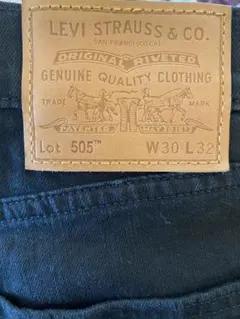 LEVI STRAUSS & CO.
SAN FRANCISCO CAL
ORIGINAL RIVETED
GENUINE QUALITY CLOTHING
TRADE MARK
PATENTED MAY 20 1873
Lot 505™ W30 L32